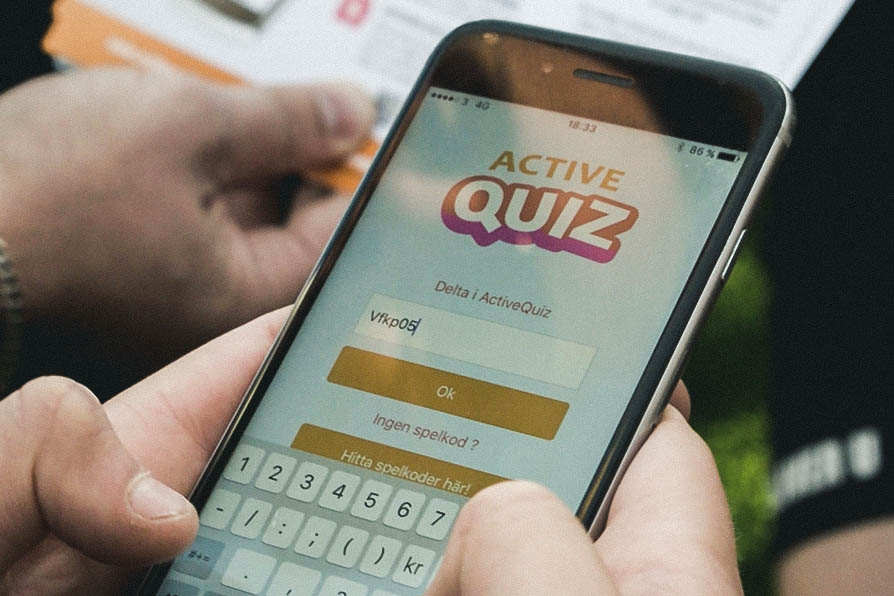 3 4G
18:33
86 %
ACTIVE
QUIZ
Delta i ActiveQuiz
Vfkp05
Ok
Ingen spelkod ?
Hitta spelkoder här!
1 2 3 4 5 6 7
- / : ; ( ) kr
#+= . , ?